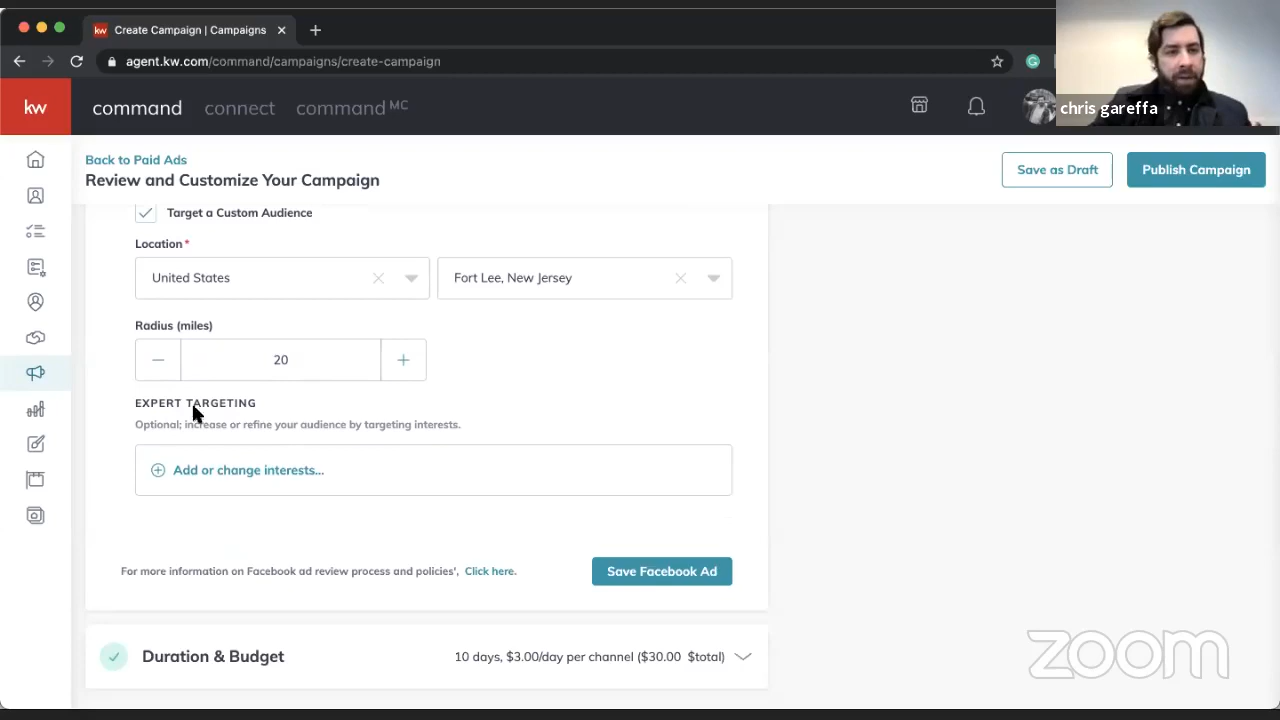 kw Create Campaign | Campaigns
agent.kw.com/command/campaigns/create-campaign
chris gareffa
kw command connect command MC
Back to Paid Ads
Review and Customize Your Campaign
Save as Draft
Publish Campaign
Target a Custom Audience
Location*
United States
Fort Lee, New Jersey
Radius (miles)
20
EXPERT TARGETING
Optional; increase or refine your audience by targeting interests.
Add or change interests...
For more information on Facebook ad review process and policies', Click here.
Save Facebook Ad
Duration & Budget
10 days, $3.00/day per channel ($30.00 $total)
zoom